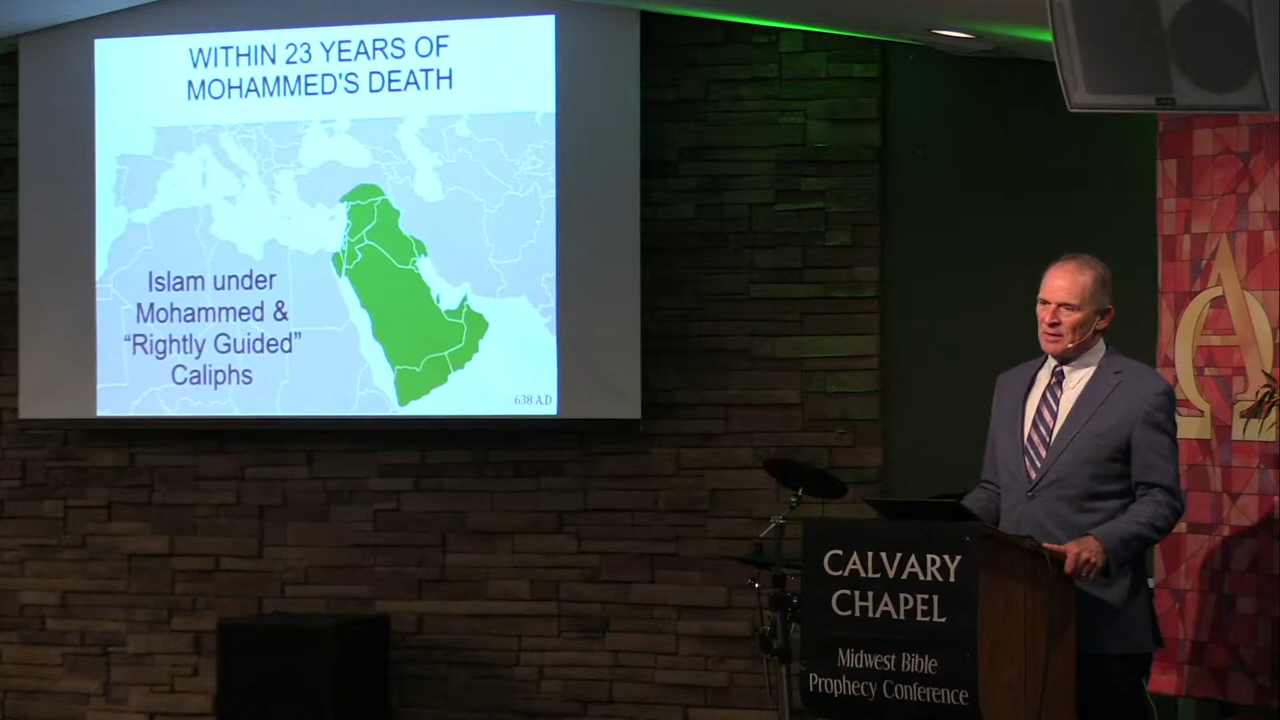 WITHIN 23 YEARS OF
MOHAMMED'S DEATH
Islam under
Mohammed &
“Rightly Guided”
Caliphs
638 A.D
CALVARY
CHAPEL
Midwest Bible
Prophecy Conference